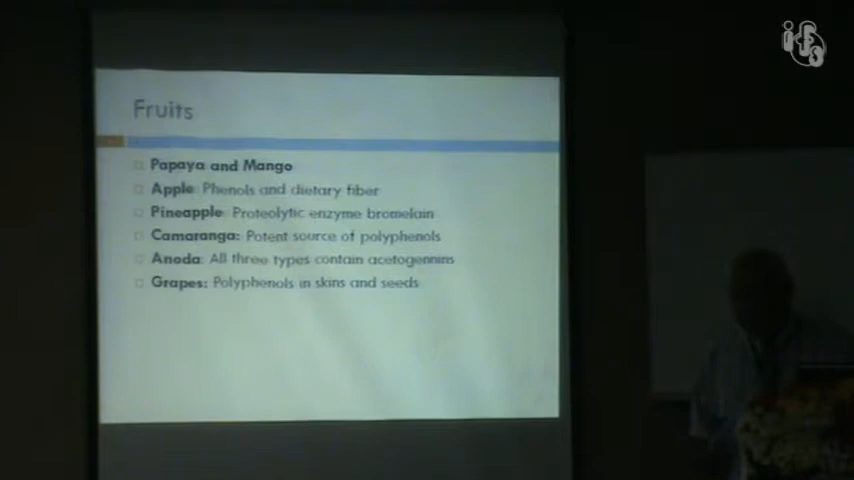 Fruits
Papaya and Mango
Apple: Phenols and dietary fiber
Pineapple: Proteolytic enzyme bromelain
Camaranga: Potent source of polyphenols
Anoda: All three types contain acetogennins
Grapes: Polyphenols in skins and seeds